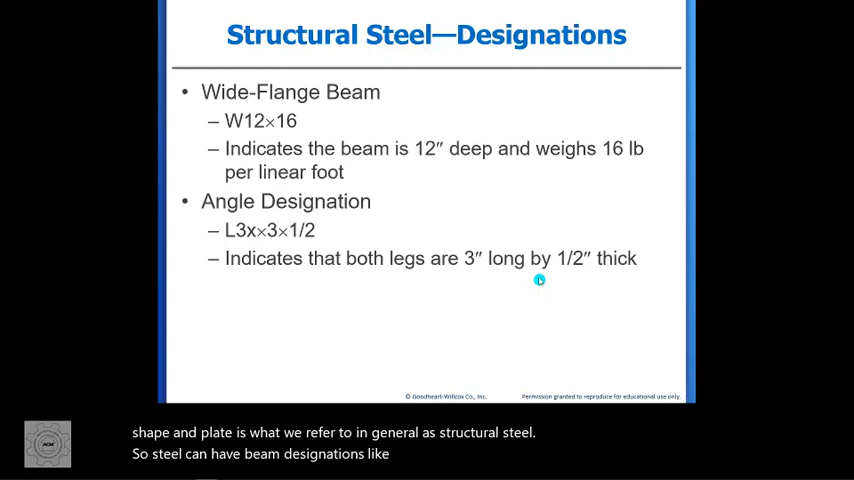 Structural Steel—Designations
• Wide-Flange Beam
– W12×16
– Indicates the beam is 12″ deep and weighs 16 lb
per linear foot
• Angle Designation
– L3x×3×1/2
– Indicates that both legs are 3″ long by 1/2″ thick
© Goodheart-Willcox Co., Inc.
Permission granted to reproduce for educational use only.
ACM
shape and plate is what we refer to in general as structural steel.
So steel can have beam designations like